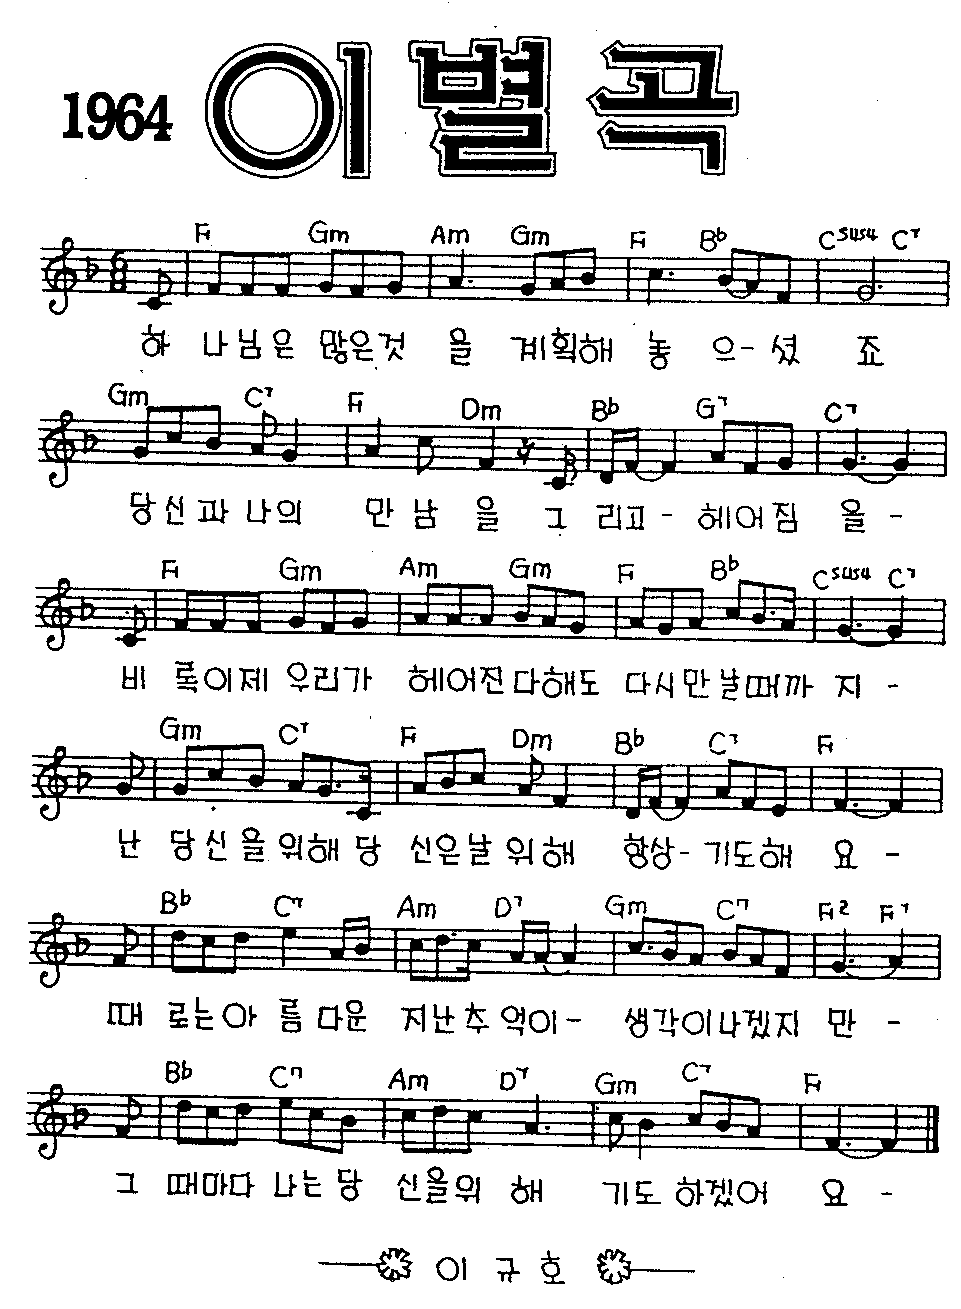 1964 이별곡
F Gm Am Gm F B♭ Csus4 C7
하 나님은 많은것 을 계획해 놓 으-셨 죠
Gm C7 F Dm B♭ G7 C7
당신과 나의 만 남 을 그 리고- 헤어짐 을-
F Gm Am Gm F B♭ Csus4 C7
비 록이제 우리가 헤어진다해도 다시만날때까 지-
Gm C7 F Dm B♭ C7 F
난 당신을위해 당 신은날 위해 항상-기도해 요-
B♭ C7 Am D7 Gm C7 F2 F7
때 로는아 름다운 지난추 억이- 생각이나겠지 만-
B♭ C7 Am D7 Gm C7 F
그 때마다 나는당 신을위 해 기도 하겠어 요-
이 규 호